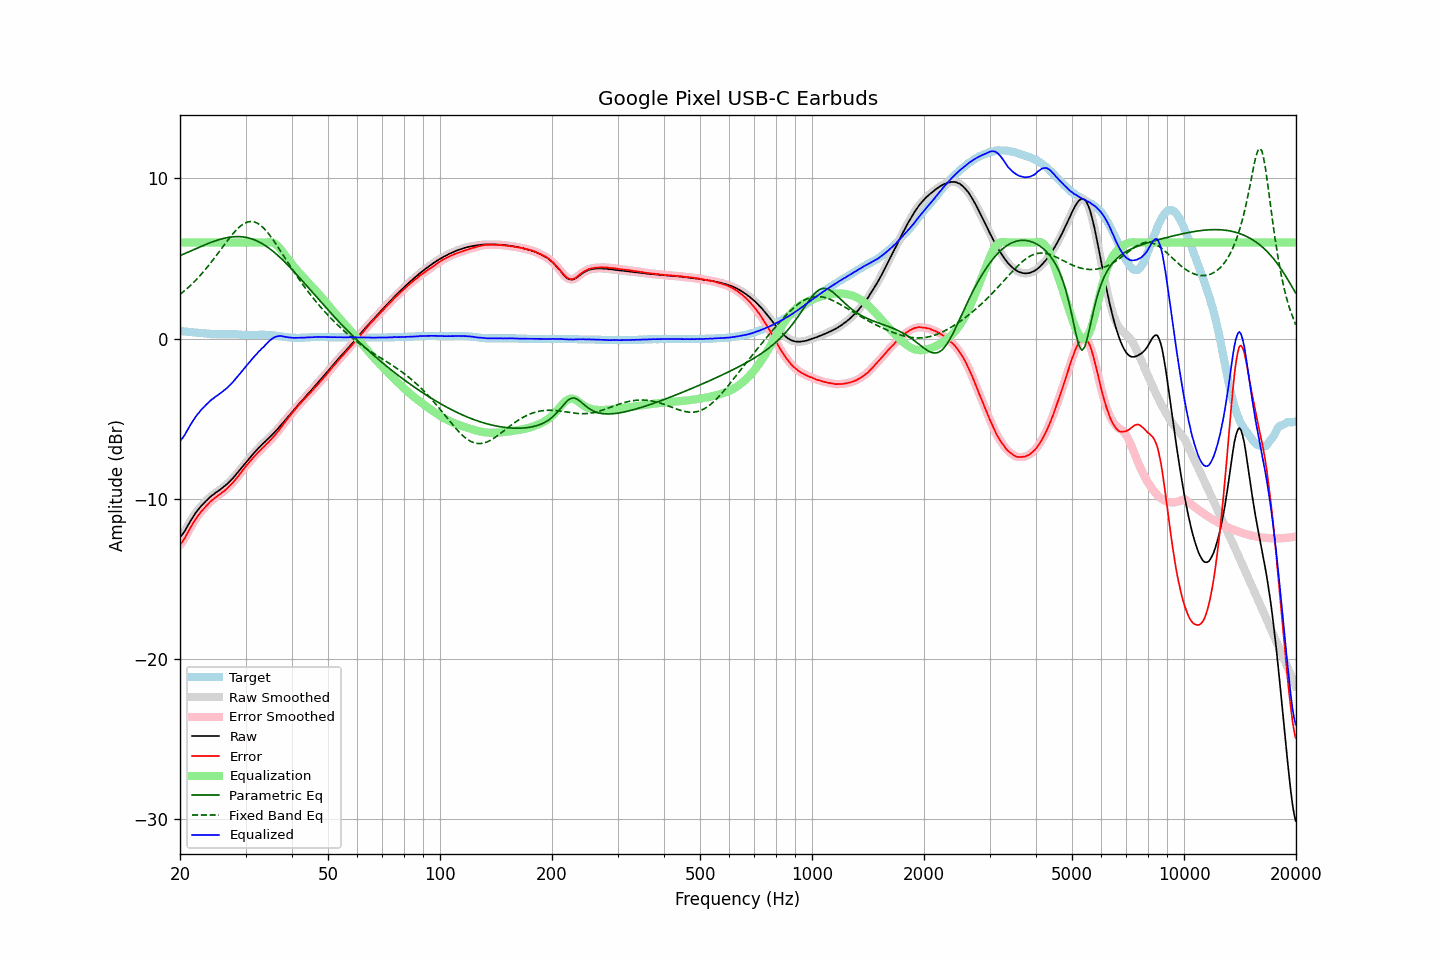 Google Pixel USB-C Earbuds
Amplitude (dBr)
10
0
−10
−20
−30
Target
Raw Smoothed
Error Smoothed
Raw
Error
Equalization
Parametric Eq
Fixed Band Eq
Equalized
20 50 100 200 500 1000 2000 5000 10000 20000
Frequency (Hz)